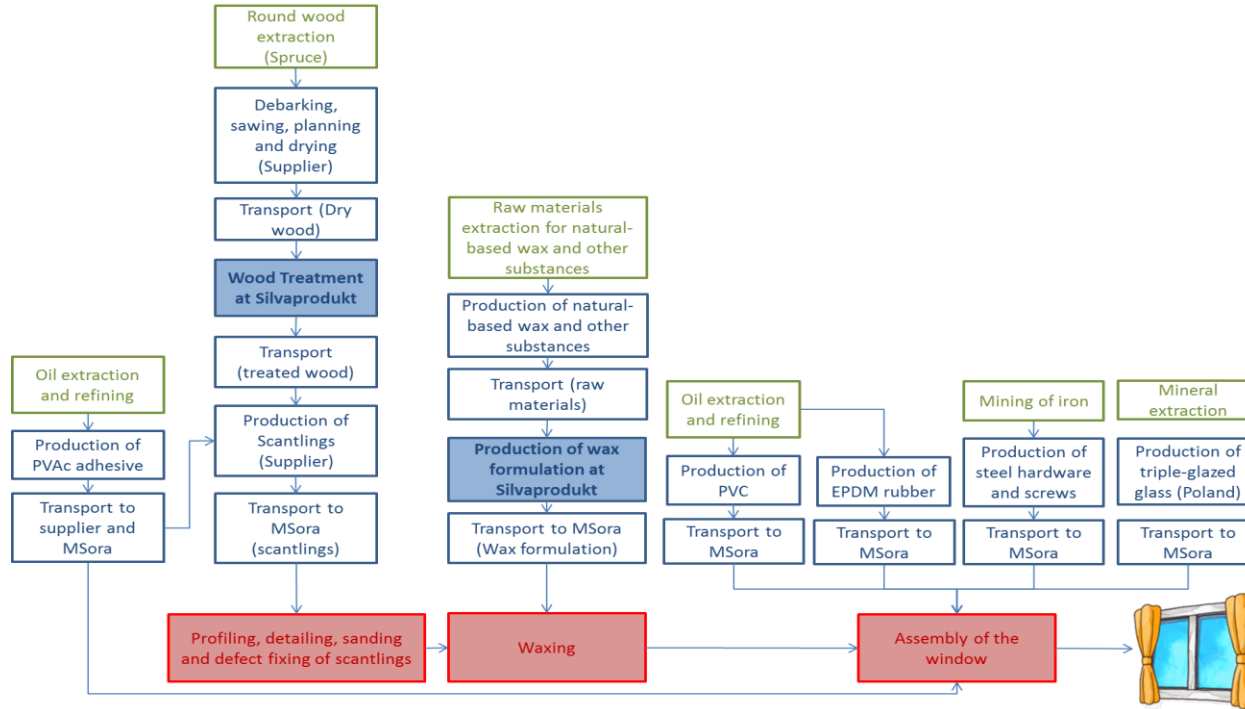 Round wood
extraction
(Spruce)
Debarking,
sawing, planning
and drying
(Supplier)
Transport (Dry
wood)
Wood Treatment
at Silvaprodukt
Transport
(treated wood)
Production of
Scantlings
(Supplier)
Transport to
MSora
(scantlings)
Oil extraction
and refining
Production of
PVAc adhesive
Transport to
supplier and
MSora
Raw materials
extraction for
natural-
based wax and other
substances
Production of natural-
based wax and other
substances
Transport (raw
materials)
Production of wax
formulation at
Silvaprodukt
Transport to MSora
(Wax formulation)
Oil extraction
and refining
Production of
PVC
Transport to
MSora
Production of
EPDM rubber
Transport to
MSora
Mining of iron
Production of
steel hardware
and screws
Transport to
MSora
Mineral
extraction
Production of
triple-glazed
glass (Poland)
Transport to
MSora
Profiling, detailing, sanding
and defect fixing of scantlings
Waxing
Assembly of the
window